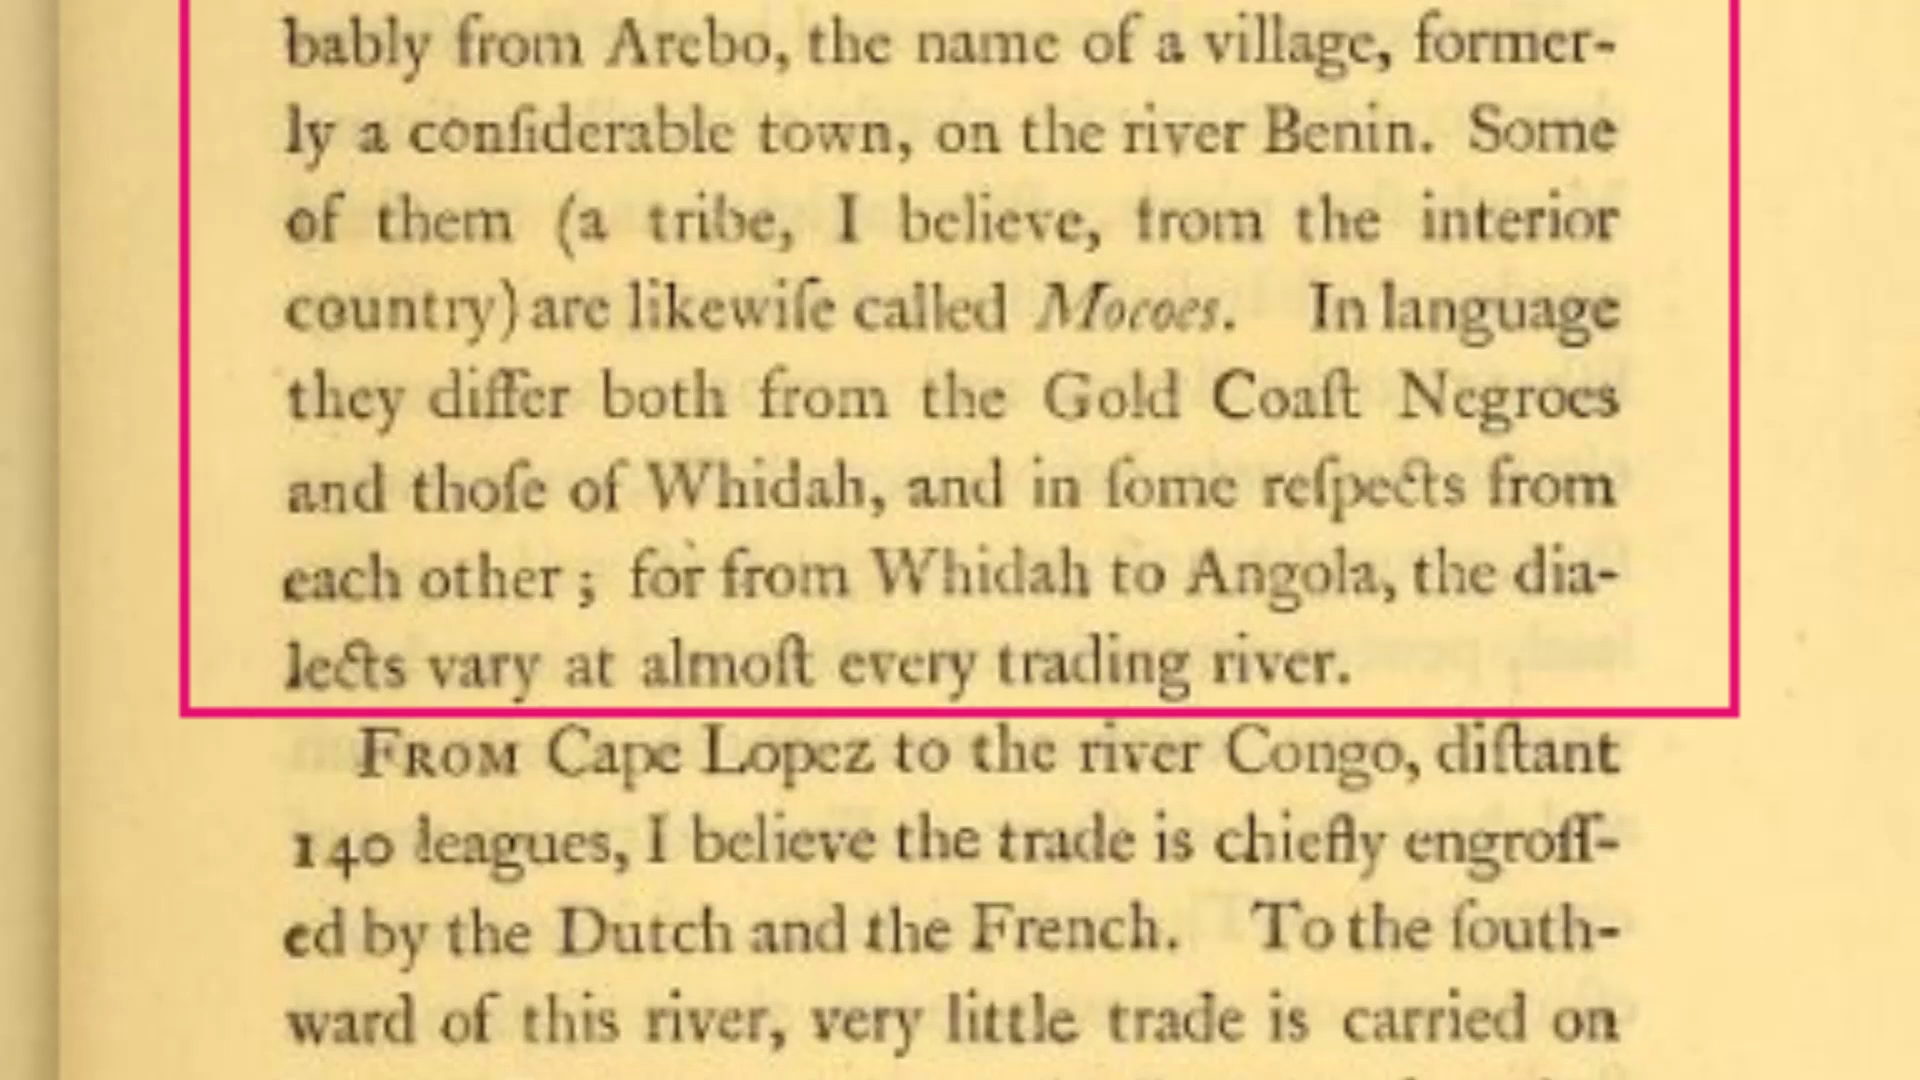 bably from Arebo, the name of a village, former-
ly a conſiderable town, on the river Benin. Some
of them (a tribe, I believe, from the interior
country) are likewiſe called Mocoes. In language
they differ both from the Gold Coaſt Negroes
and thoſe of Whidah, and in ſome reſpects from
each other; for from Whidah to Angola, the dia-
lects vary at almoſt every trading river.
FROM Cape Lopez to the river Congo, diſtant
140 leagues, I believe the trade is chiefly engroſſ-
ed by the Dutch and the French. To the ſouth-
ward of this river, very little trade is carried on